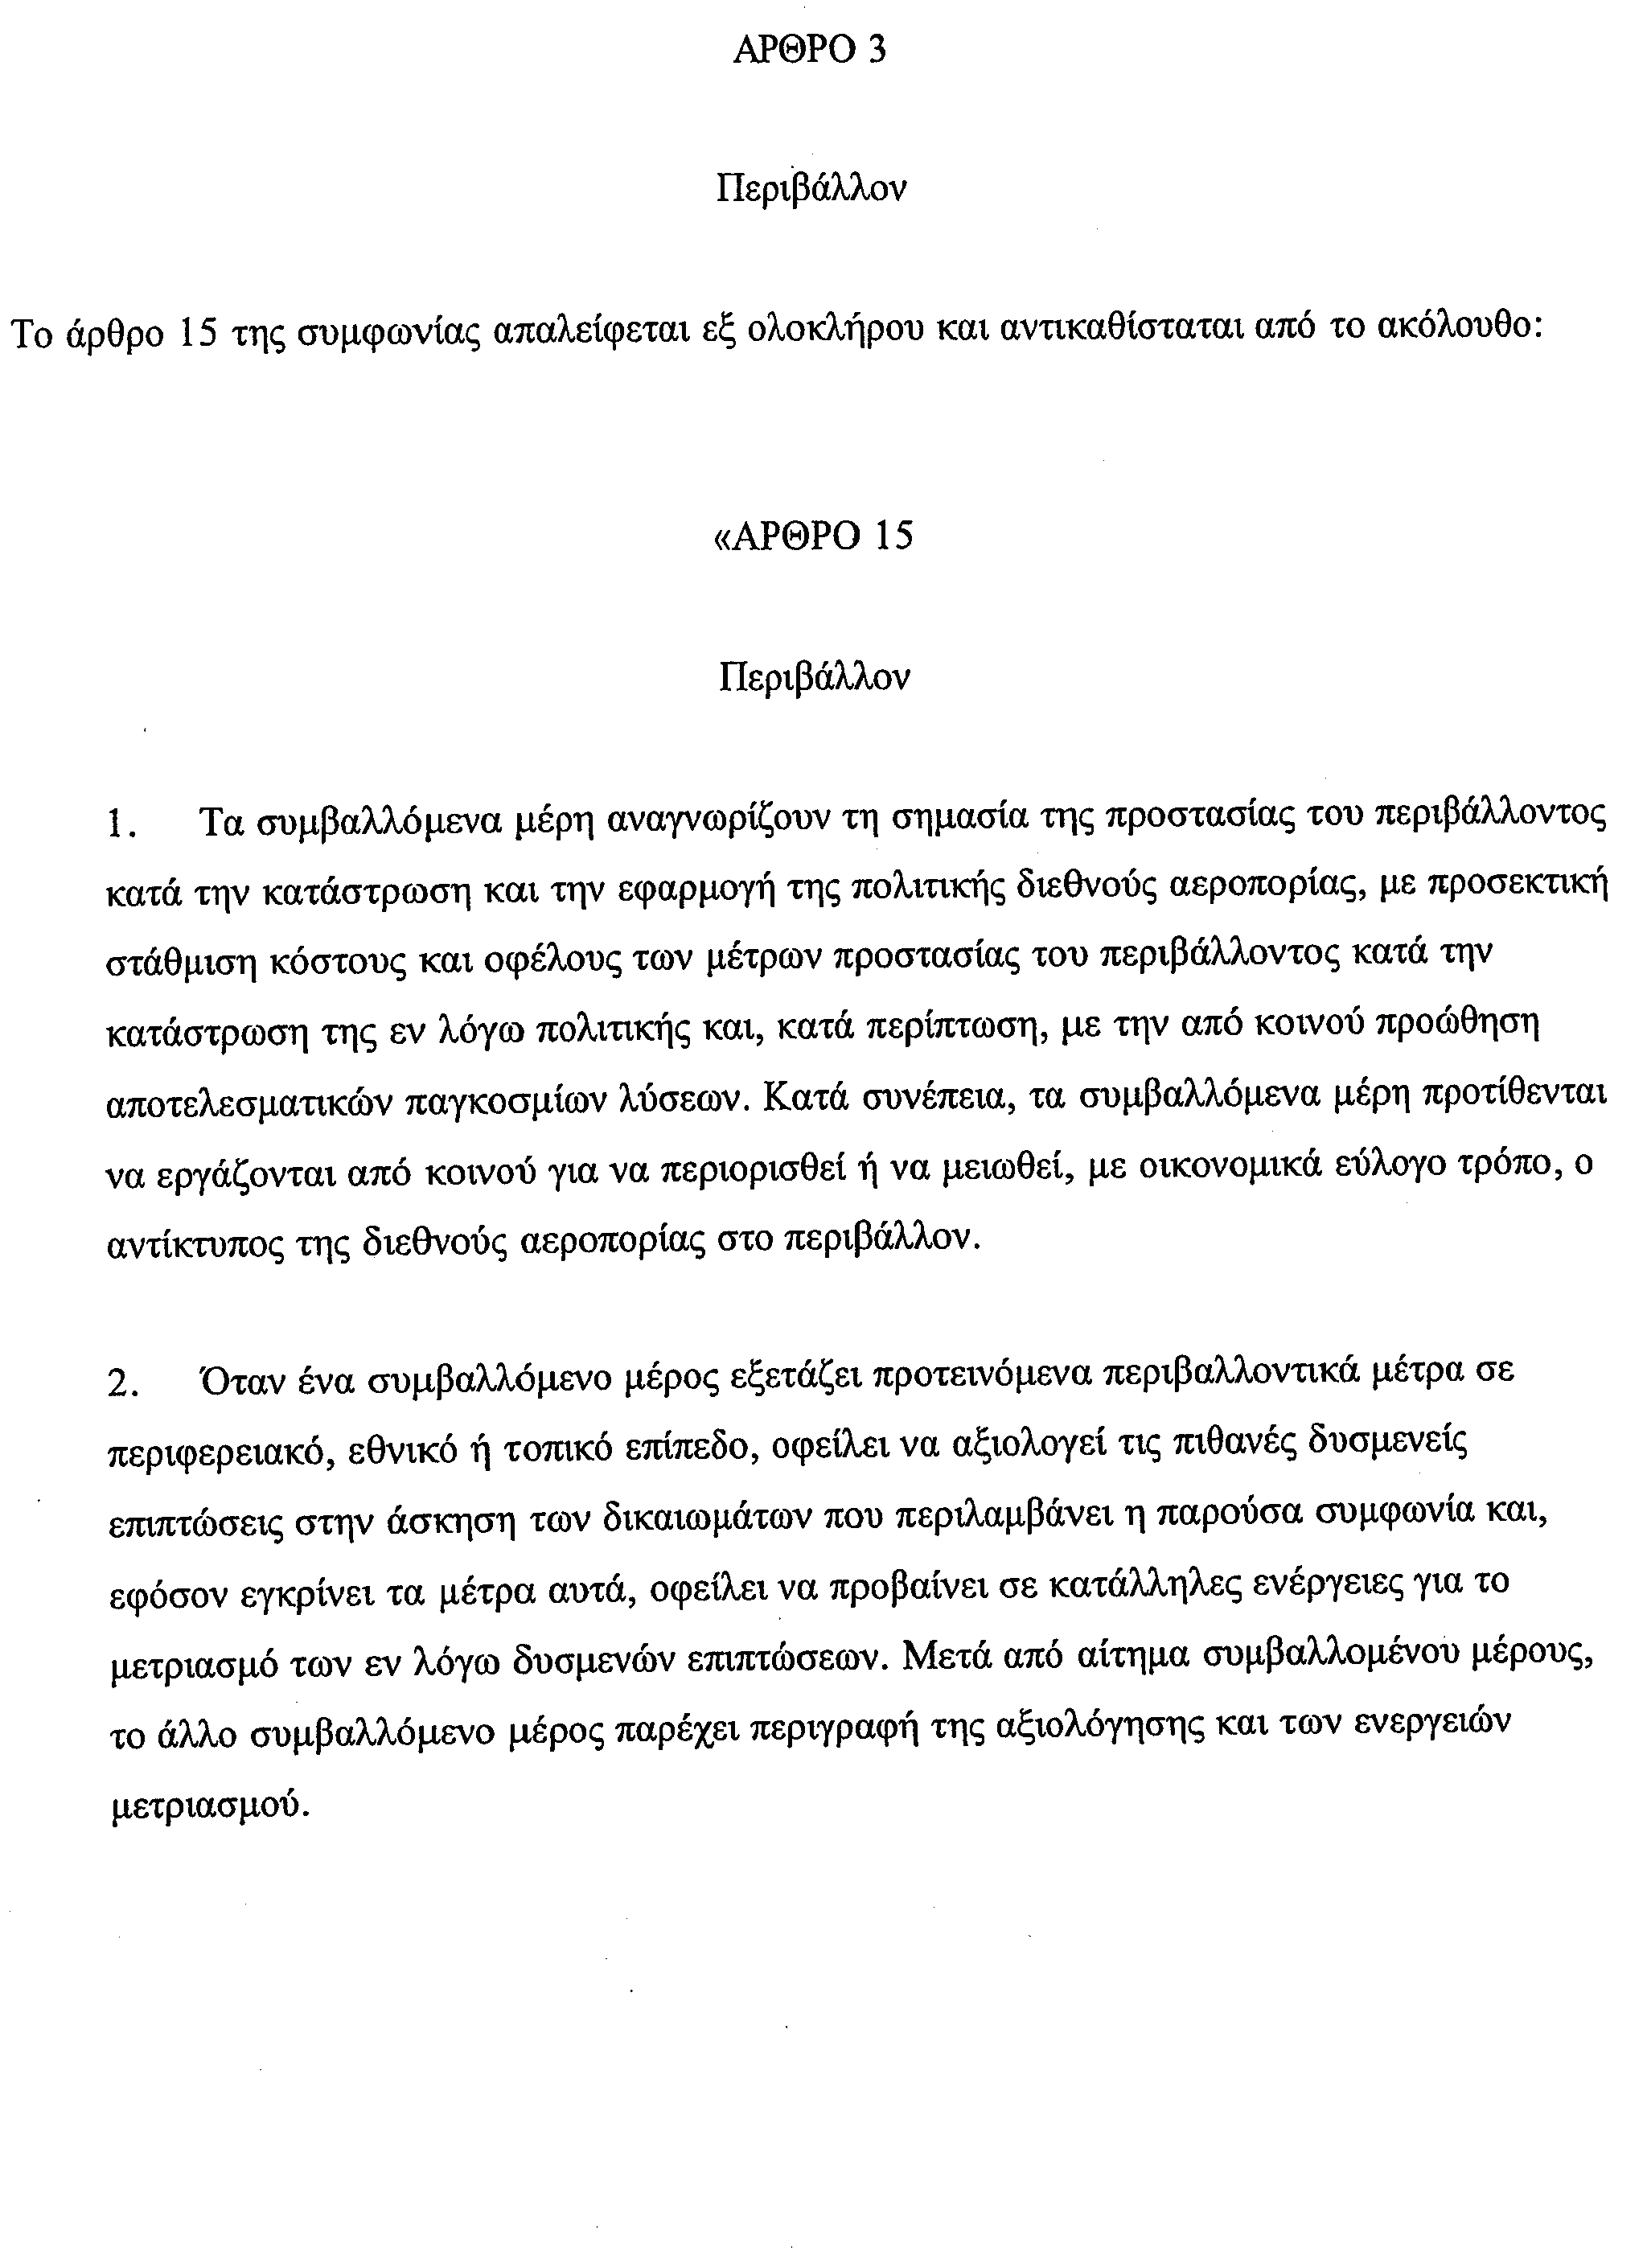 ΑΡΘΡΟ 3
Περιβάλλον
Το άρθρο 15 της συμφωνίας απαλείφεται εξ ολοκλήρου και αντικαθίσταται από το ακόλουθο:
«ΑΡΘΡΟ 15
Περιβάλλον
1. Τα συμβαλλόμενα μέρη αναγνωρίζουν τη σημασία της προστασίας του περιβάλλοντος
κατά την κατάστρωση και την εφαρμογή της πολιτικής διεθνούς αεροπορίας, με προσεκτική
στάθμιση κόστους και οφέλους των μέτρων προστασίας του περιβάλλοντος κατά την
κατάστρωση της εν λόγω πολιτικής και, κατά περίπτωση, με την από κοινού προώθηση
αποτελεσματικών παγκοσμίων λύσεων. Κατά συνέπεια, τα συμβαλλόμενα μέρη προτίθενται
να εργάζονται από κοινού για να περιορισθεί ή να μειωθεί, με οικονομικά εύλογο τρόπο, ο
αντίκτυπος της διεθνούς αεροπορίας στο περιβάλλον.
2. Όταν ένα συμβαλλόμενο μέρος εξετάζει προτεινόμενα περιβαλλοντικά μέτρα σε
περιφερειακό, εθνικό ή τοπικό επίπεδο, οφείλει να αξιολογεί τις πιθανές δυσμενείς
επιπτώσεις στην άσκηση των δικαιωμάτων που περιλαμβάνει η παρούσα συμφωνία και,
εφόσον εγκρίνει τα μέτρα αυτά, οφείλει να προβαίνει σε κατάλληλες ενέργειες για το
μετριασμό των εν λόγω δυσμενών επιπτώσεων. Μετά από αίτημα συμβαλλομένου μέρους,
το άλλο συμβαλλόμενο μέρος παρέχει περιγραφή της αξιολόγησης και των ενεργειών
μετριασμού.